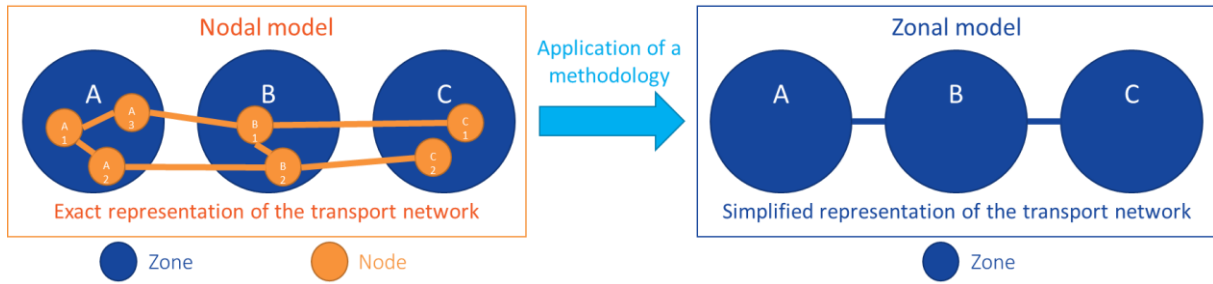 Nodal model
A
B
C
A
1
A
3
A
2
B
1
B
2
C
1
C
2
Exact representation of the transport network
Zone
Node
Application of a
methodology
Zonal model
A
B
C
Simplified representation of the transport network
Zone